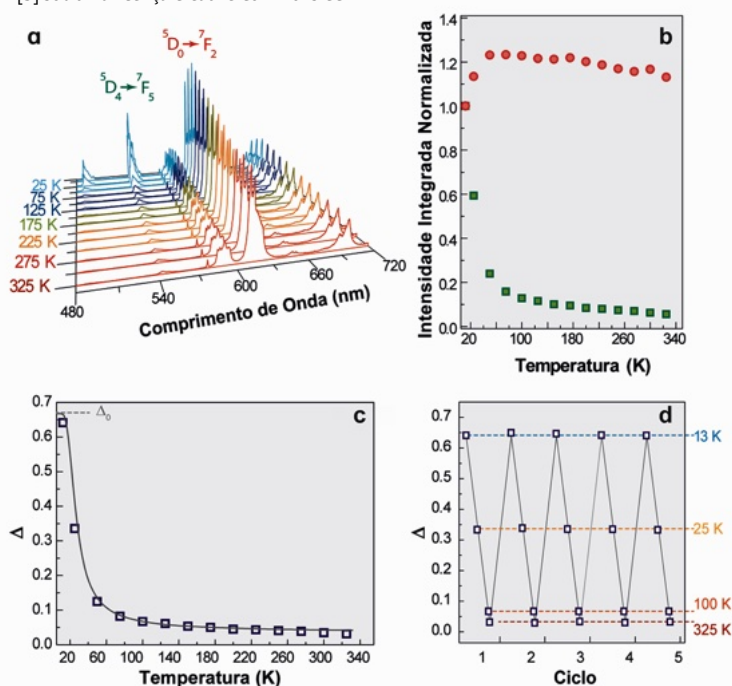 a
⁵D₀→⁷F₂
⁵D₄→⁷F₅
25 K
75 K
125 K
175 K
225 K
275 K
325 K
480
540
600
660
720
Comprimento de Onda (nm)
b
Intensidade Integrada Normalizada
1.4
1.2
1.0
0.8
0.6
0.4
0.2
0.0
20 100 180 260 340
Temperatura (K)
c
Δ₀
Δ
0.7
0.6
0.5
0.4
0.3
0.2
0.1
0.0
20 60 100 140 180 220 260 300 340
Temperatura (K)
d
Δ
0.7
0.6
0.5
0.4
0.3
0.2
0.1
0.0
13 K
25 K
100 K
325 K
1 2 3 4 5
Ciclo